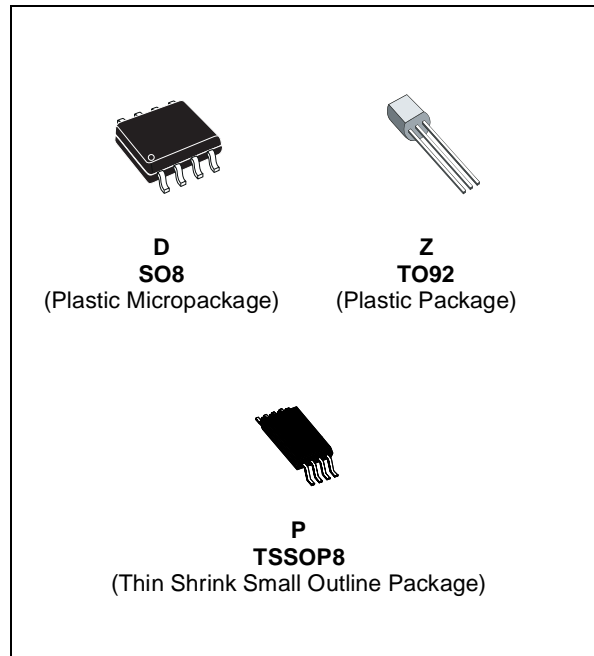 D
SO8
(Plastic Micropackage)
Z
TO92
(Plastic Package)
P
TSSOP8
(Thin Shrink Small Outline Package)